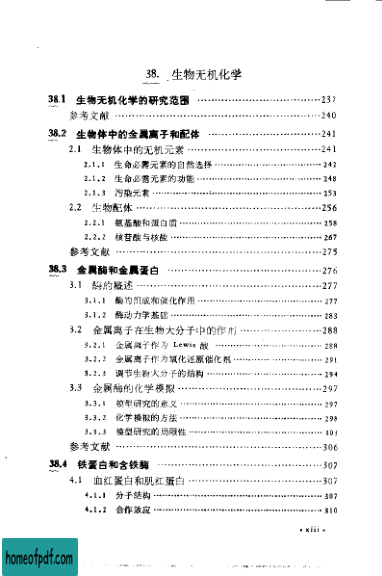 38. 生物无机化学
38.1 生物无机化学的研究范围 ……………………… 237
参考文献 ……………………… 240
38.2 生物体中的金属离子和配体 ……………………… 241
2.1 生物体中的无机元素 ……………………… 241
2.1.1 生命必需元素的自然选择 ……………………… 242
2.1.2 生命必需元素的功能 ……………………… 248
2.1.3 污染元素 ……………………… 253
2.2 生物配体 ……………………… 256
2.2.1 氨基酸和蛋白质 ……………………… 258
2.2.2 核苷酸与核酸 ……………………… 267
参考文献 ……………………… 275
38.3 金属酶和金属蛋白 ……………………… 276
3.1 酶的概述 ……………………… 277
3.1.1 酶的组成和催化作用 ……………………… 277
3.1.2 酶动力学基础 ……………………… 283
3.2 金属离子在生物大分子中的作用 ……………………… 288
3.2.1 金属离子作为 Lewis 酸 ……………………… 288
3.2.2 金属离子作为氧化还原催化剂 ……………………… 291
3.2.3 调节生物大分子的结构 ……………………… 294
3.3 金属酶的化学模拟 ……………………… 297
3.3.1 模型研究的意义 ……………………… 297
3.3.2 化学模拟的方法 ……………………… 298
3.3.3 模型研究的局限性 ……………………… 303
参考文献 ……………………… 306
38.4 铁蛋白和含铁酶 ……………………… 307
4.1 血红蛋白和肌红蛋白 ……………………… 307
4.1.1 分子结构 ……………………… 307
4.1.2 合作效应 ……………………… 310
• xiii •
homeofpdf.com